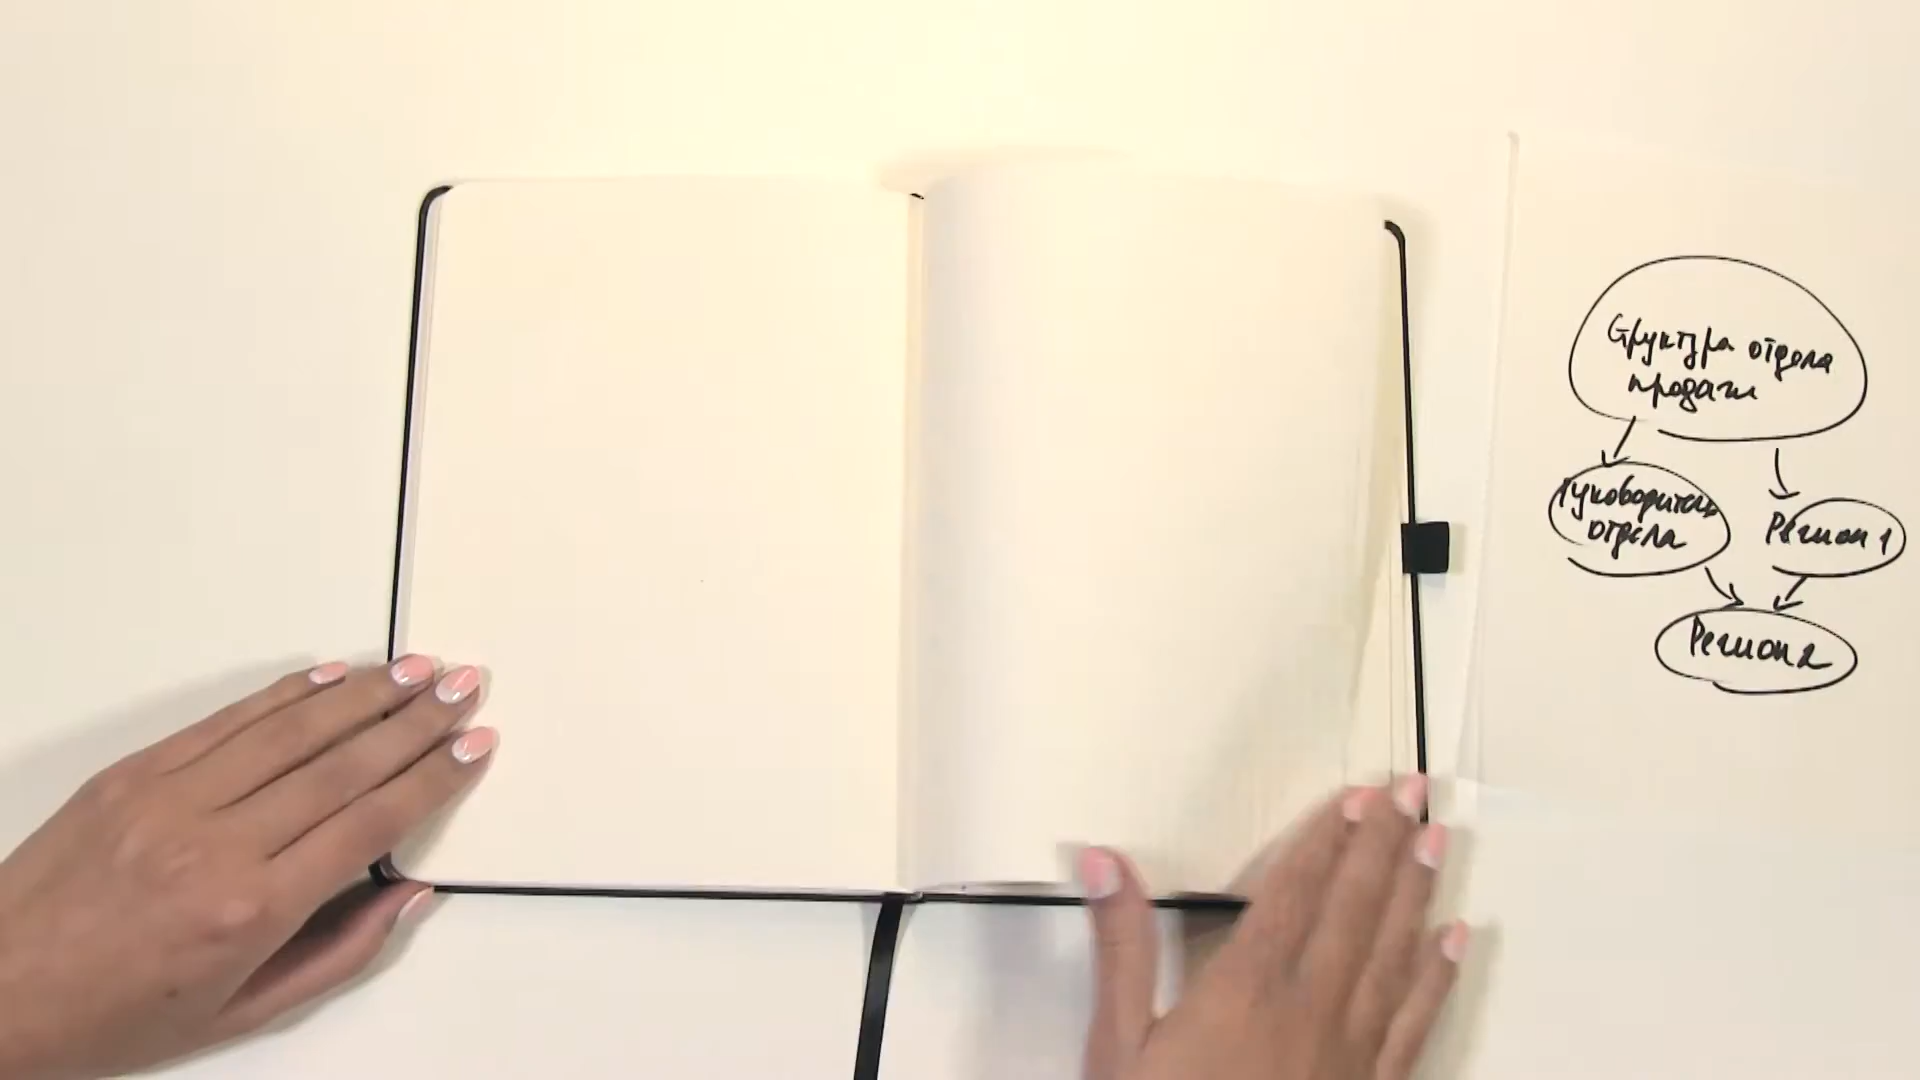 Структура отдела
продаж
Руководитель
отдела
Регион 1
Регион 2